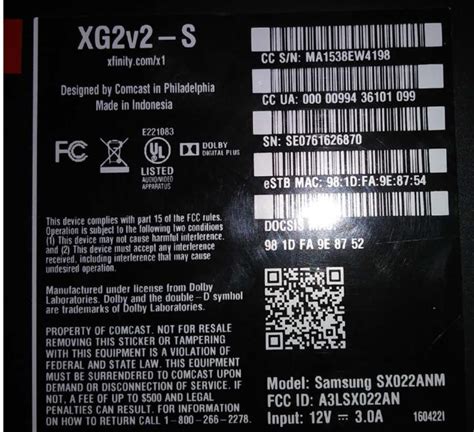 XG2v2-S
xfinity.com/x1
Designed by Comcast in Philadelphia
Made in Indonesia
E221083
FC
UL
LISTED
AUDIO/VIDEO
APPARATUS
DOLBY
DIGITAL PLUS
This device complies with part 15 of the FCC rules.
Operation is subject to the following two conditions
(1) This device may not cause harmful interference.
and (2) This device must accept any interference
received, including interference that may cause
undesired operation.
Manufactured under license from Dolby
Laboratories. Dolby and the double-D symbol
are trademarks of Dolby Laboratories.
PROPERTY OF COMCAST. NOT FOR RESALE
REMOVING THIS STICKER OR TAMPERING
WITH THIS EQUIPMENT IS A VIOLATION OF
FEDERAL AND STATE LAW. THIS EQUIPMENT
MUST BE SURRENDERED TO COMCAST UPON
DEMAND OR DISCONNECTION OF SERVICE. IF
NOT, A FEE OF UP TO $500 AND LEGAL
PENALTIES CAN RESULT. FOR INFORMATION
ON HOW TO RETURN CALL 1-800-266-2278.
CC S/N: MA1538EW4198
CC UA: 000 00994 36101 099
SN: SE0761626870
eSTB MAC: 98:1D:FA:9E:87:54
DOCSIS
98 1D FA 9E 87 52
Model: Samsung SX022ANM
FCC ID: A3LSX022AN
Input: 12V ⎓ 3.0A
160422I